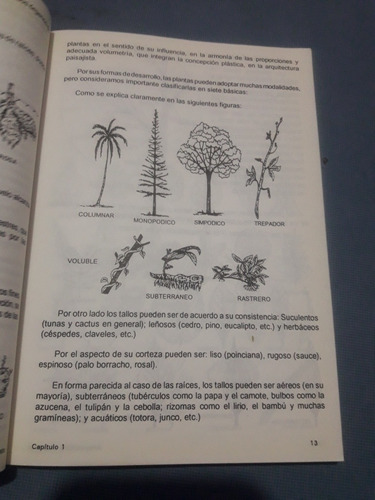 plantas en el sentido de su influencia, en la armonía de las proporciones y
adecuada volumetría, que integran la concepción plástica, en la arquitectura
paisajista.
Por sus formas de desarrollo, las plantas pueden adoptar muchas modalidades,
pero consideramos importante clasificarlas en siete básicas:
Como se explica claramente en las siguientes figuras:
COLUMNAR
MONOPODICO
SIMPODICO
TREPADOR
VOLUBLE
SUBTERRANEO
RASTRERO
Por otro lado los tallos pueden ser de acuerdo a su consistencia: Suculentos
(tunas y cactus en general); leñosos (cedro, pino, eucalipto, etc.) y herbáceos
(céspedes, claveles, etc.)
Por el aspecto de su corteza pueden ser: liso (poinciana), rugoso (sauce),
espinoso (palo borracho, rosal).
En forma parecida al caso de las raíces, los tallos pueden ser aéreos (en su
mayoría), subterráneos (tubérculos como la papa y el camote, bulbos como la
azucena, el tulipán y la cebolla; rizomas como el lirio, el bambú y muchas
gramíneas); y acuáticos (totora, junco, etc.)
Capítulo 1
13